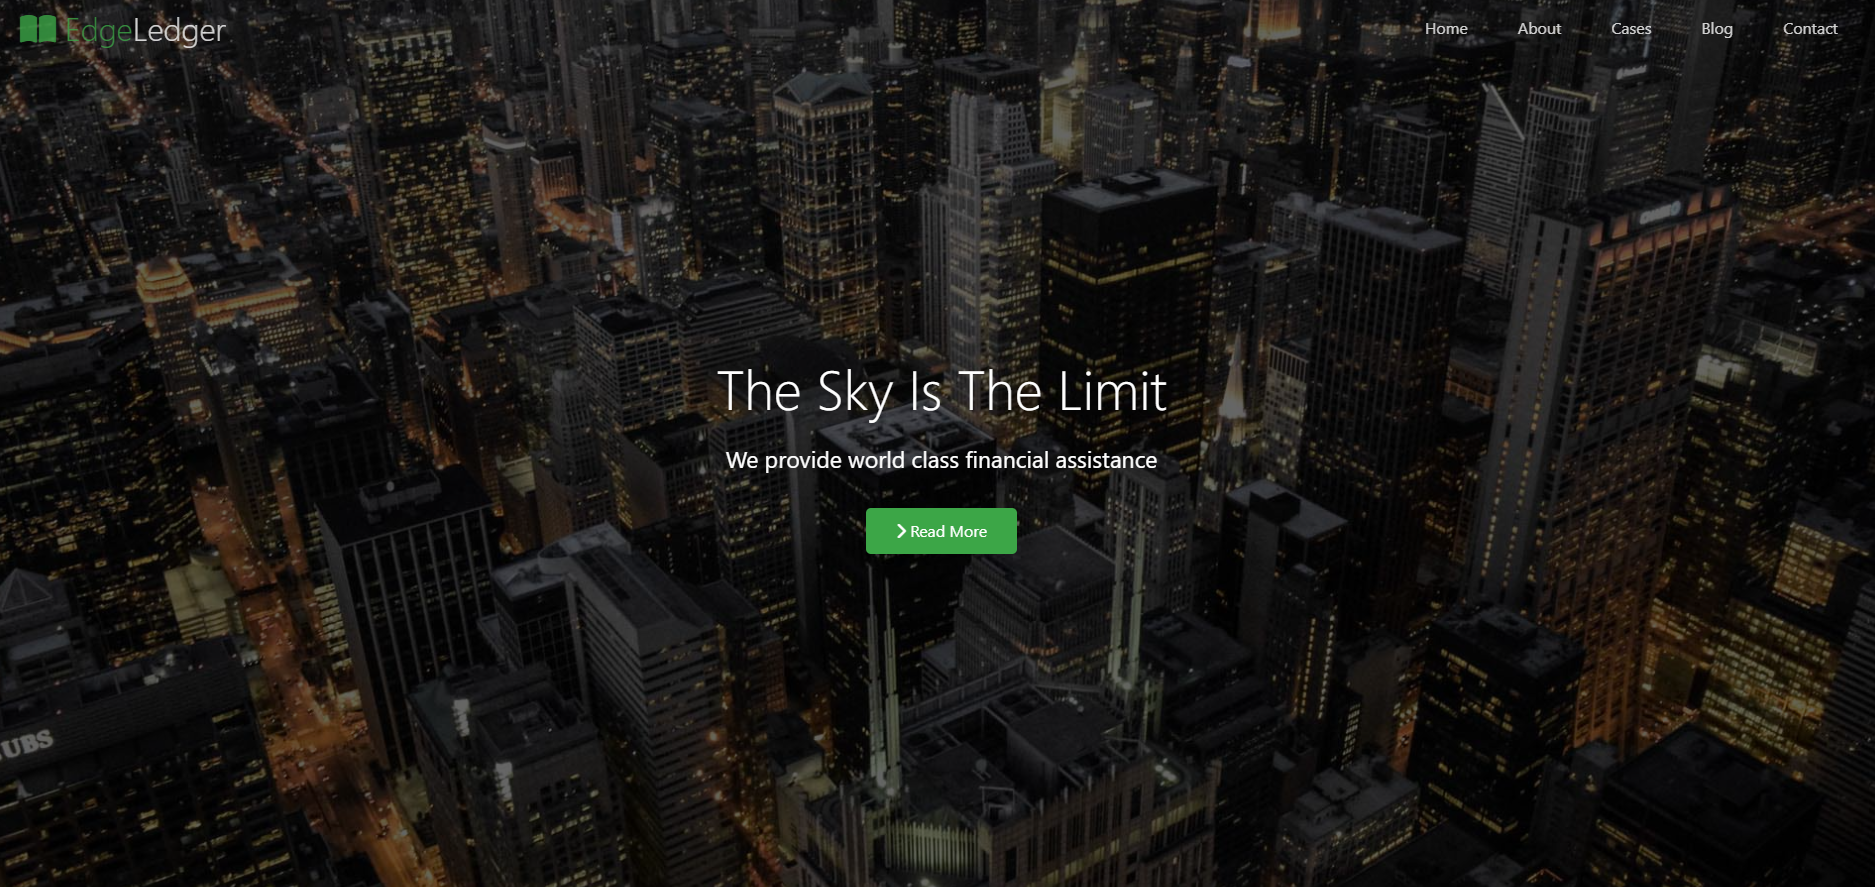 EdgeLedger
Home
About
Cases
Blog
Contact
The Sky Is The Limit
We provide world class financial assistance
Read More
UBS